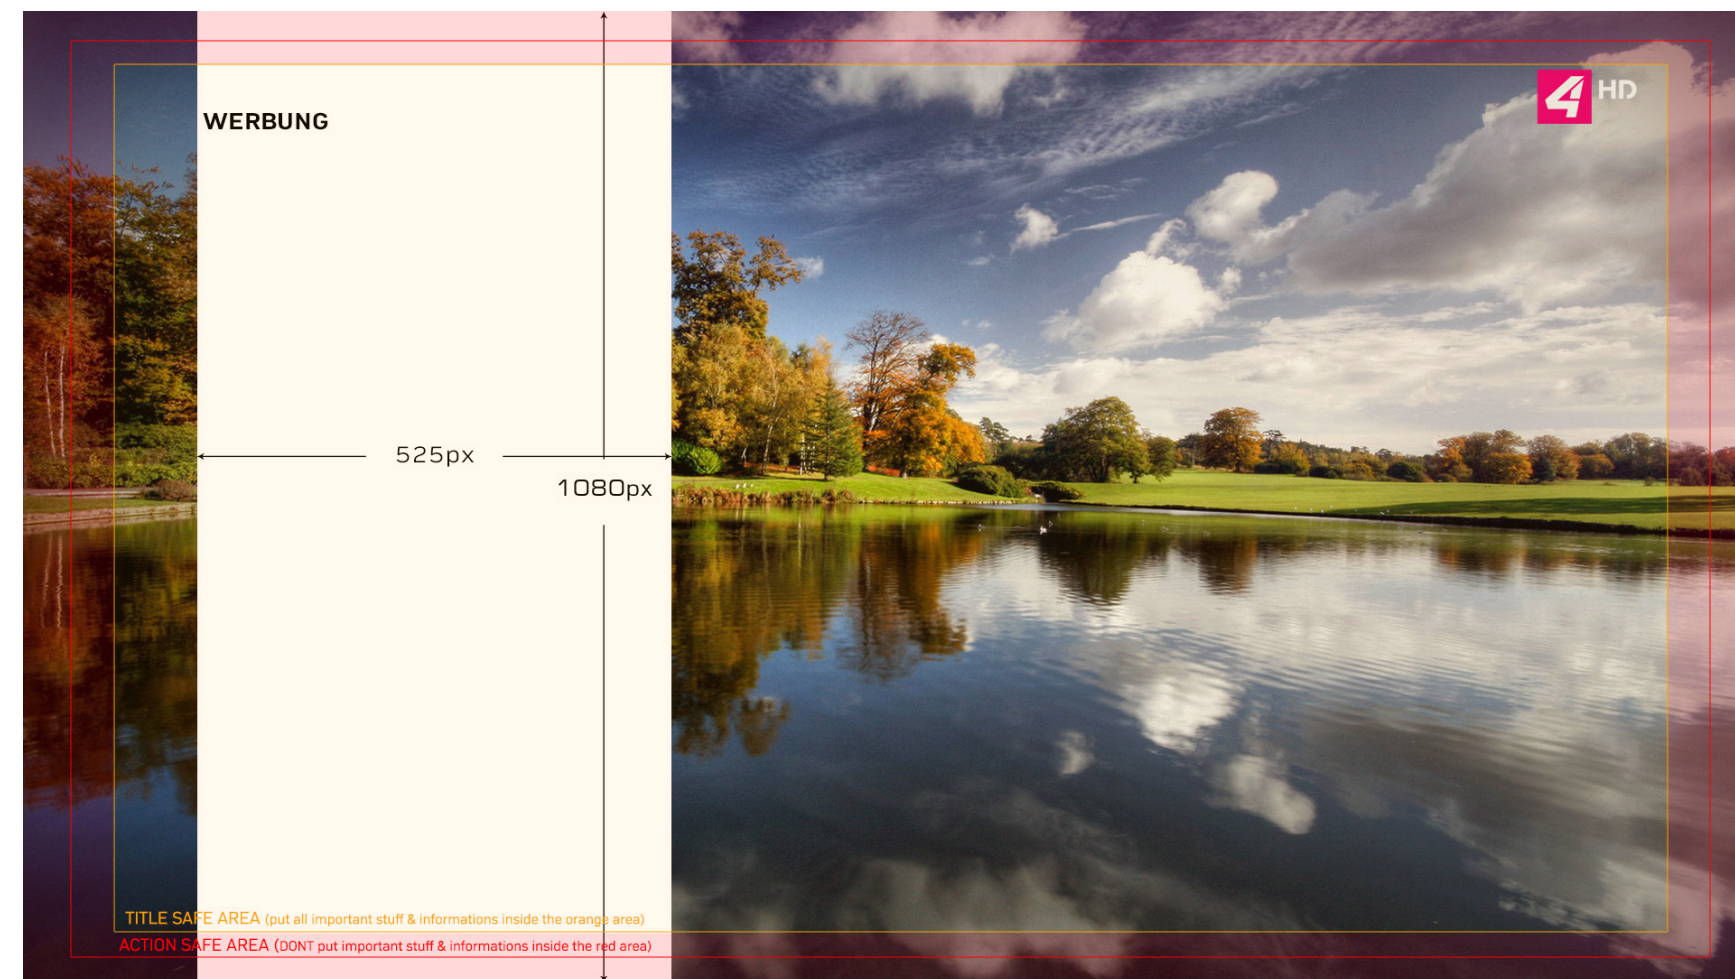 4 HD
WERBUNG
525px
1080px
TITLE SAFE AREA (put all important stuff & informations inside the orange area)
ACTION SAFE AREA (DONT put important stuff & informations inside the red area)